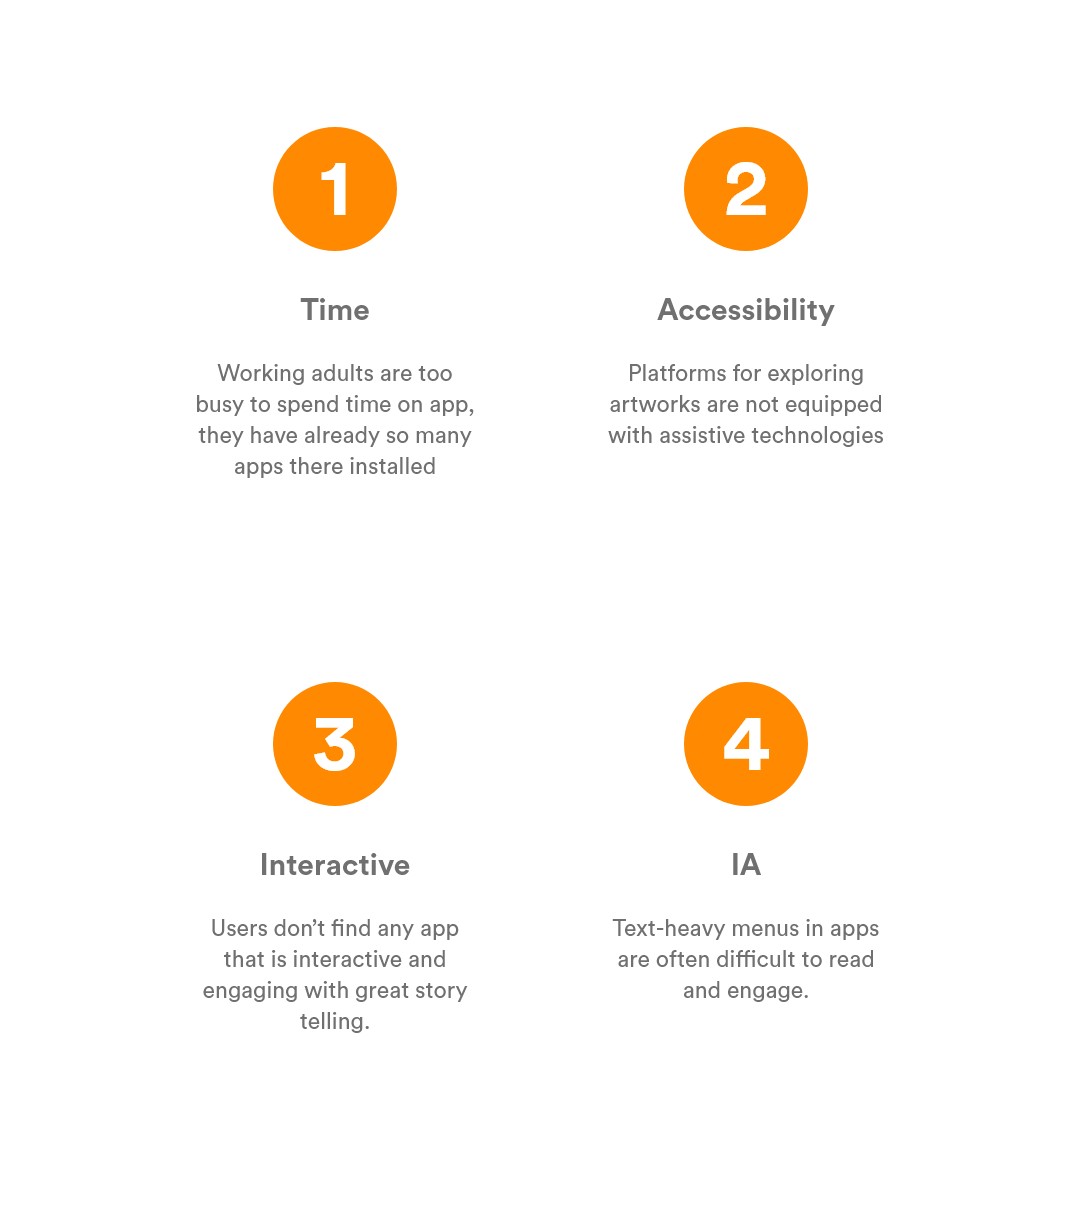 1
Time
Working adults are too
busy to spend time on app,
they have already so many
apps there installed
2
Accessibility
Platforms for exploring
artworks are not equipped
with assistive technologies
3
Interactive
Users don’t find any app
that is interactive and
engaging with great story
telling.
4
IA
Text-heavy menus in apps
are often difficult to read
and engage.